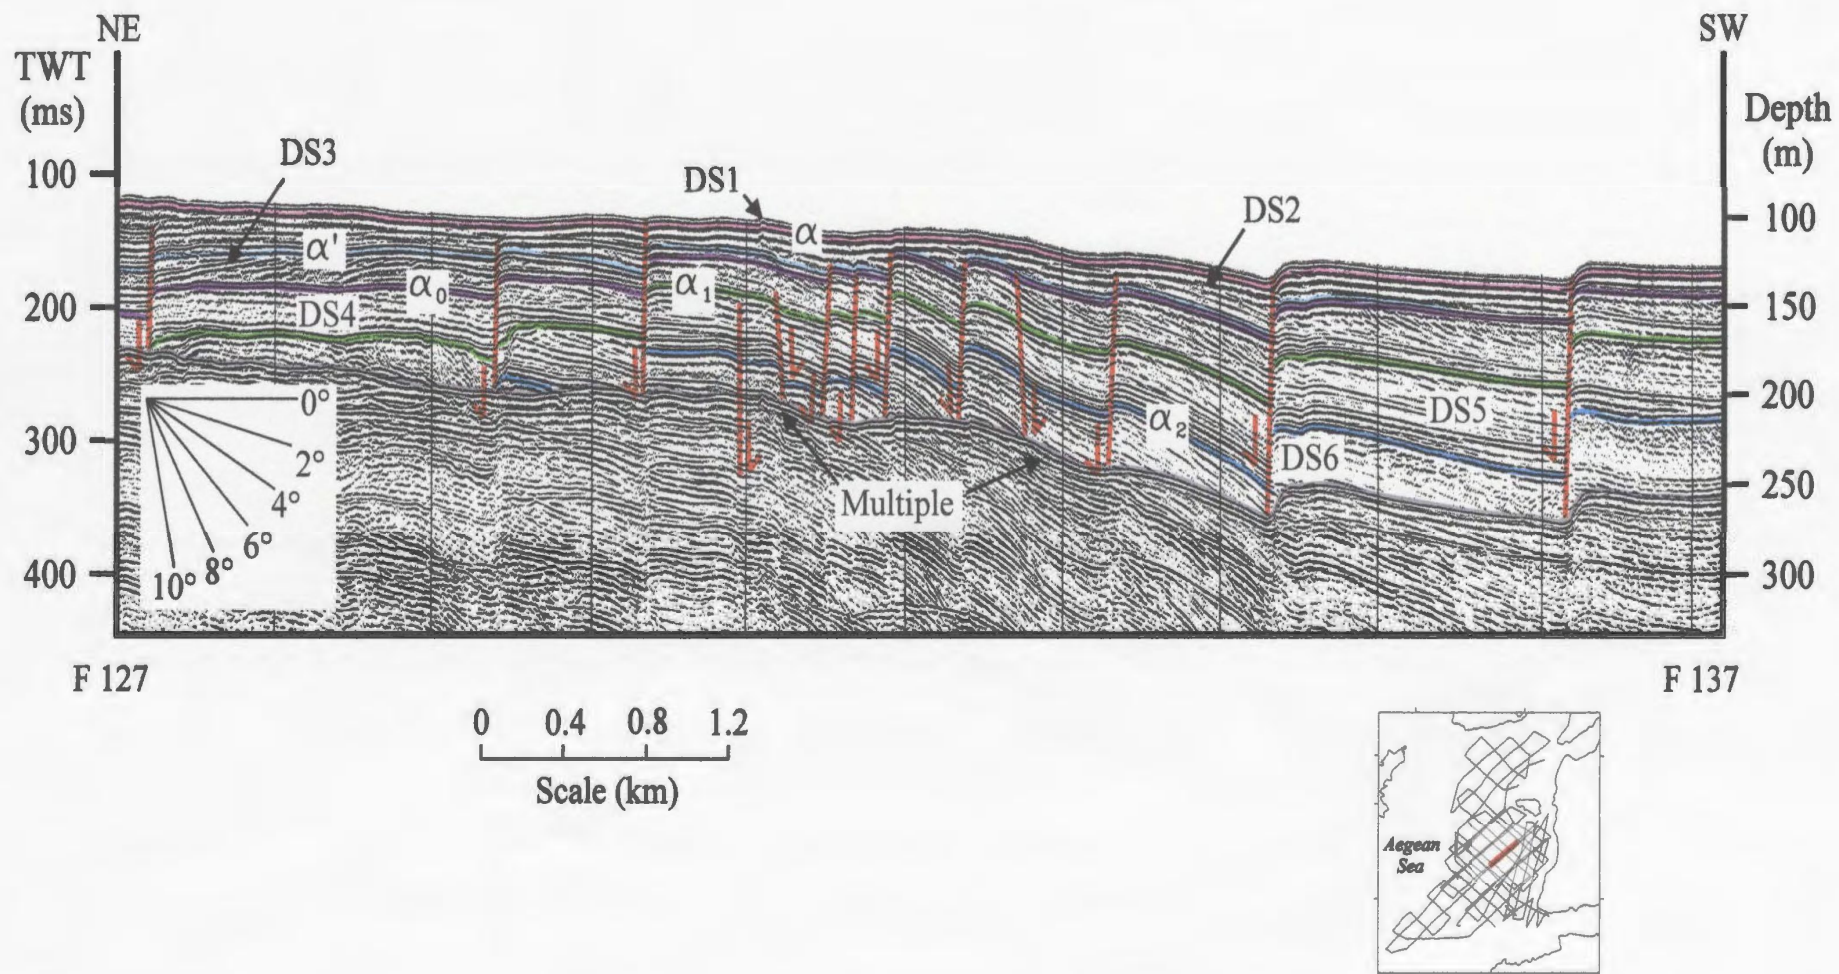 NE
SW
TWT
(ms)
Depth
(m)
DS3
100
DS1
DS2
100
α
α'
α₀
α₁
150
200
DS4
0°
200
DS5
300
2°
α₂
DS6
4°
Multiple
250
6°
8°
10°
400
300
F 127
F 137
0 0.4 0.8 1.2
Scale (km)
Aegean
Sea